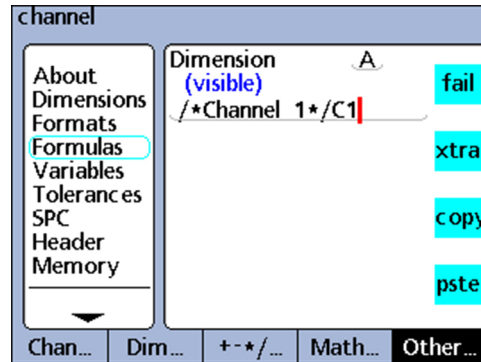 channel
About
Dimensions
Formats
Formulas
Variables
Tolerances
SPC
Header
Memory
Dimension A
(visible)
/*Channel 1*/C1
fail
xtra
copy
pste
Chan... Dim... +-*/... Math... Other...